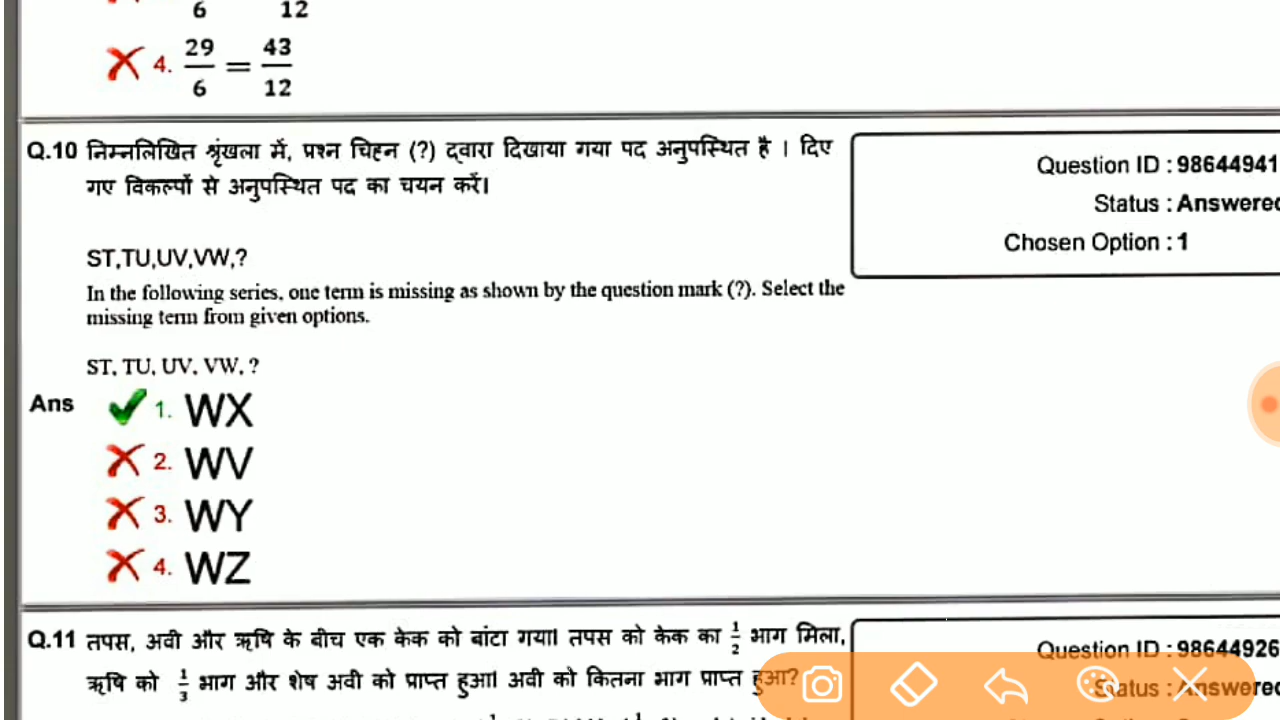 6 12
4. 29/6 = 43/12
Q.10 निम्नलिखित श्रृंखला में, प्रश्न चिह्न (?) द्वारा दिखाया गया पद अनुपस्थित है । दिए
गए विकल्पों से अनुपस्थित पद का चयन करें।
Question ID : 98644941
Status : Answered
Chosen Option : 1
ST,TU,UV,VW,?
In the following series, one term is missing as shown by the question mark (?). Select the
missing term from given options.
ST, TU, UV, VW, ?
Ans 1. WX
2. WV
3. WY
4. WZ
Q.11 तपस, अवी और ऋषि के बीच एक केक को बांटा गया। तपस को केक का 1/2 भाग मिला,
ऋषि को 1/3 भाग और शेष अवी को प्राप्त हुआ। अवी को कितना भाग प्राप्त हुआ?
Question ID : 98644926
Status : Answered